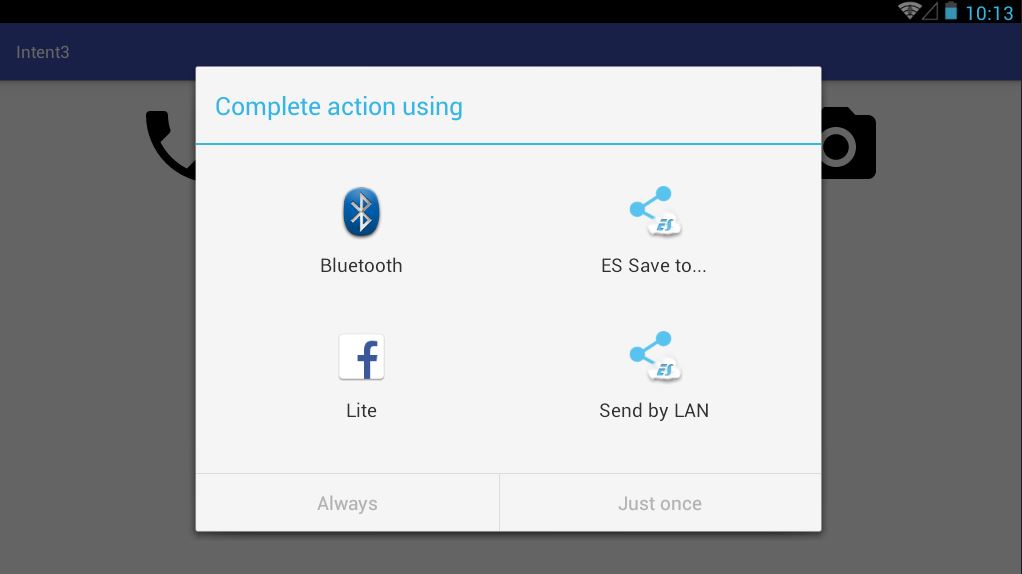 10:13
Intent3
Complete action using
Bluetooth
ES Save to...
Lite
Send by LAN
Always
Just once